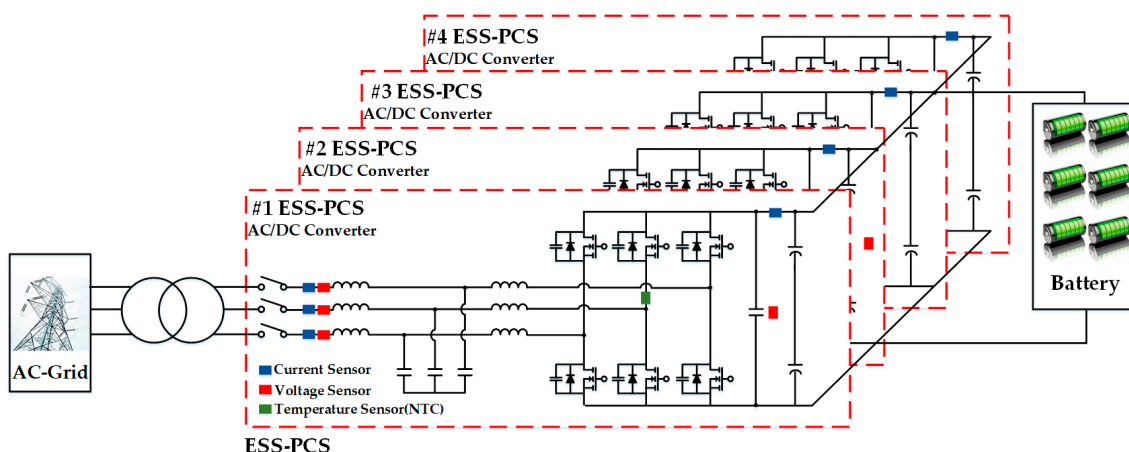 #4 ESS-PCS
AC/DC Converter
#3 ESS-PCS
AC/DC Converter
#2 ESS-PCS
AC/DC Converter
#1 ESS-PCS
AC/DC Converter
AC-Grid
Battery
Current Sensor
Voltage Sensor
Temperature Sensor(NTC)
ESS-PCS